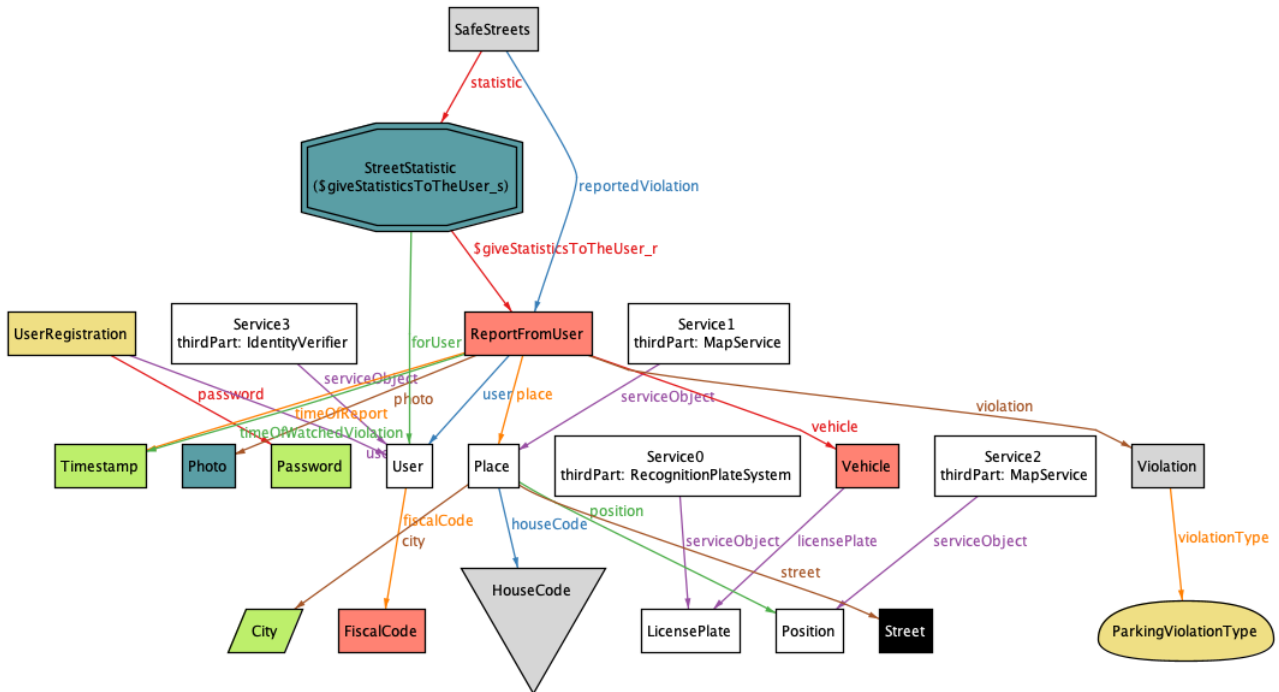 SafeStreets
statistic
StreetStatistic
($giveStatisticsToTheUser_s)
reportedViolation
$giveStatisticsToTheUser_r
UserRegistration
Service3
thirdPart: IdentityVerifier
forUser
ReportFromUser
Service1
thirdPart: MapService
password
serviceObject
photo
user
place
serviceObject
violation
timeOfReport
vehicle
timeOfWatchedViolation
Timestamp
Photo
Password
use
User
Place
Service0
thirdPart: RecognitionPlateSystem
Vehicle
Service2
thirdPart: MapService
Violation
fiscalCode
houseCode
position
city
serviceObject
licensePlate
serviceObject
violationType
street
HouseCode
City
FiscalCode
LicensePlate
Position
Street
ParkingViolationType